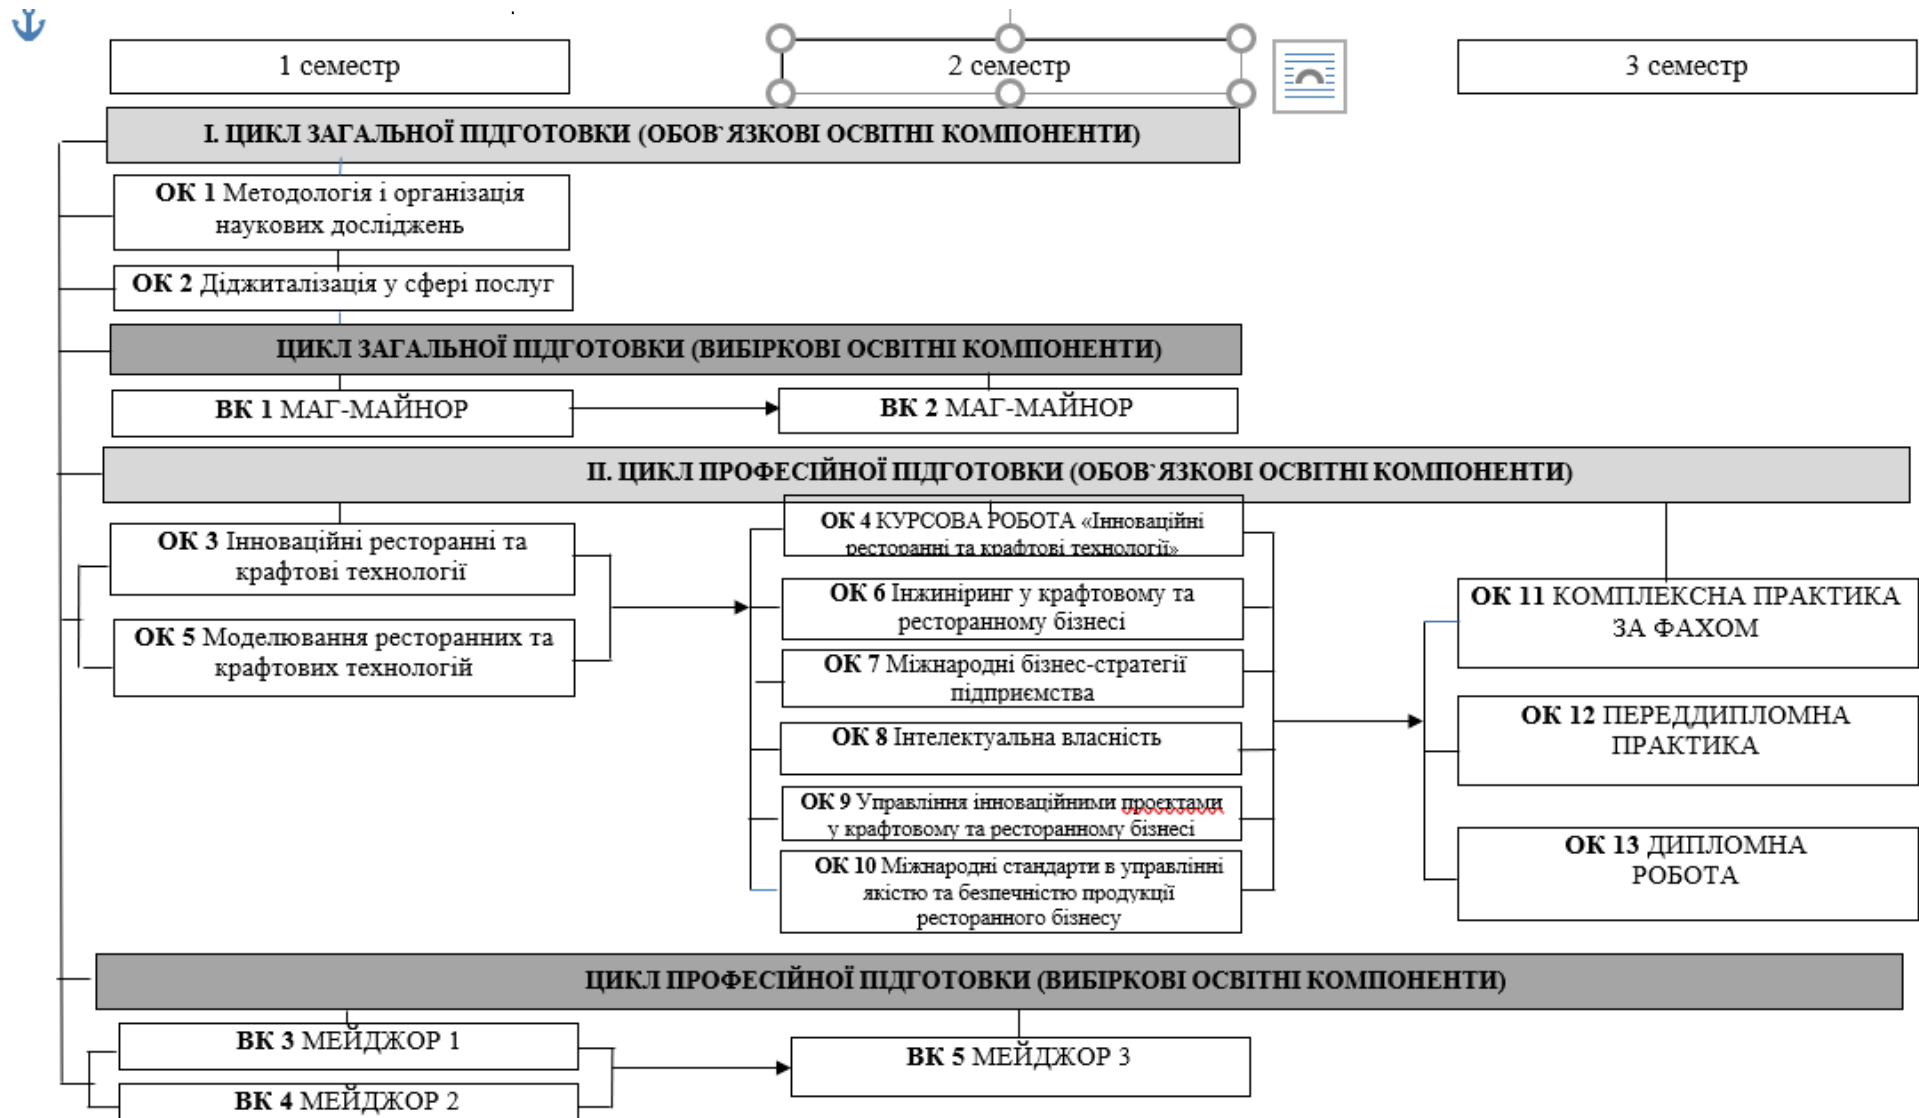 1 семестр
2 семестр
3 семестр
І. ЦИКЛ ЗАГАЛЬНОЇ ПІДГОТОВКИ (ОБОВ`ЯЗКОВІ ОСВІТНІ КОМПОНЕНТИ)
ОК 1 Методологія і організація
наукових досліджень
ОК 2 Діджиталізація у сфері послуг
ЦИКЛ ЗАГАЛЬНОЇ ПІДГОТОВКИ (ВИБІРКОВІ ОСВІТНІ КОМПОНЕНТИ)
ВК 1 МАГ-МАЙНОР
ВК 2 МАГ-МАЙНОР
ІІ. ЦИКЛ ПРОФЕСІЙНОЇ ПІДГОТОВКИ (ОБОВ`ЯЗКОВІ ОСВІТНІ КОМПОНЕНТИ)
ОК 3 Інноваційні ресторанні та
крафтові технології
ОК 5 Моделювання ресторанних та
крафтових технологій
ОК 4 КУРСОВА РОБОТА «Інноваційні
ресторанні та крафтові технології»
ОК 6 Інжиніринг у крафтовому та
ресторанному бізнесі
ОК 7 Міжнародні бізнес-стратегії
підприємства
ОК 8 Інтелектуальна власність
ОК 9 Управління інноваційними проєктами
у крафтовому та ресторанному бізнесі
ОК 10 Міжнародні стандарти в управлінні
якістю та безпечністю продукції
ресторанного бізнесу
ОК 11 КОМПЛЕКСНА ПРАКТИКА
ЗА ФАХОМ
ОК 12 ПЕРЕДДИПЛОМНА
ПРАКТИКА
ОК 13 ДИПЛОМНА
РОБОТА
ЦИКЛ ПРОФЕСІЙНОЇ ПІДГОТОВКИ (ВИБІРКОВІ ОСВІТНІ КОМПОНЕНТИ)
ВК 3 МЕЙДЖОР 1
ВК 4 МЕЙДЖОР 2
ВК 5 МЕЙДЖОР 3